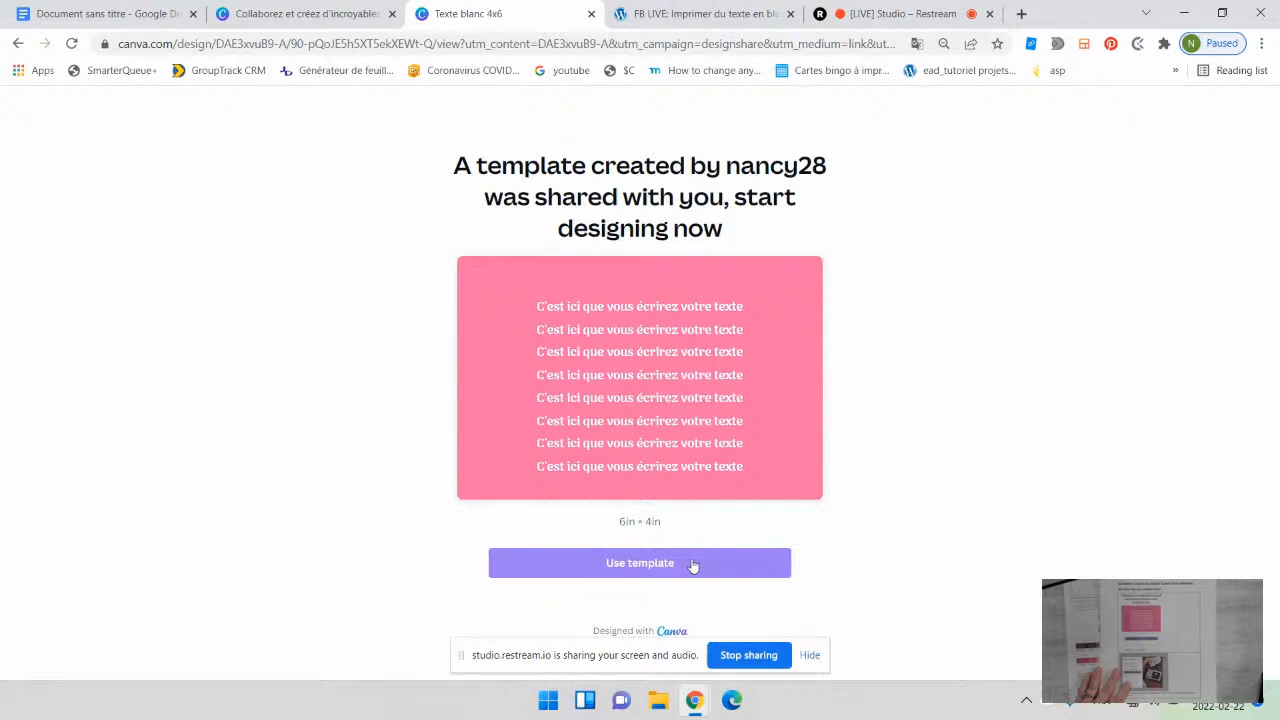 Document sans titre - Google D
Collaborez et créez d'incroyables
Texte blanc 4x6
FB LIVE: Imprimer du texte en bl
[LIVE] Studio – Restream
canva.com/design/DAE3xvuB9-A/90-pQCzE5HXT5rSXEWt-Q/view?utm_content=DAE3xvuB9-A&utm_campaign=designshare&utm_medium=link&ut...
N Paused
Apps
SmarterQueue+
GroupTrack CRM
Générateur de feuil...
Coronavirus COVID...
youtube
$C
How to change any...
Cartes bingo à impr...
ead_tutoriel projets...
asp
»
Reading list
A template created by nancy28
was shared with you, start
designing now
C'est ici que vous écrirez votre texte
C'est ici que vous écrirez votre texte
C'est ici que vous écrirez votre texte
C'est ici que vous écrirez votre texte
C'est ici que vous écrirez votre texte
C'est ici que vous écrirez votre texte
C'est ici que vous écrirez votre texte
C'est ici que vous écrirez votre texte
6in × 4in
Use template
Designed with Canva
studio.restream.io is sharing your screen and audio.
Stop sharing
Hide
2022-02-22